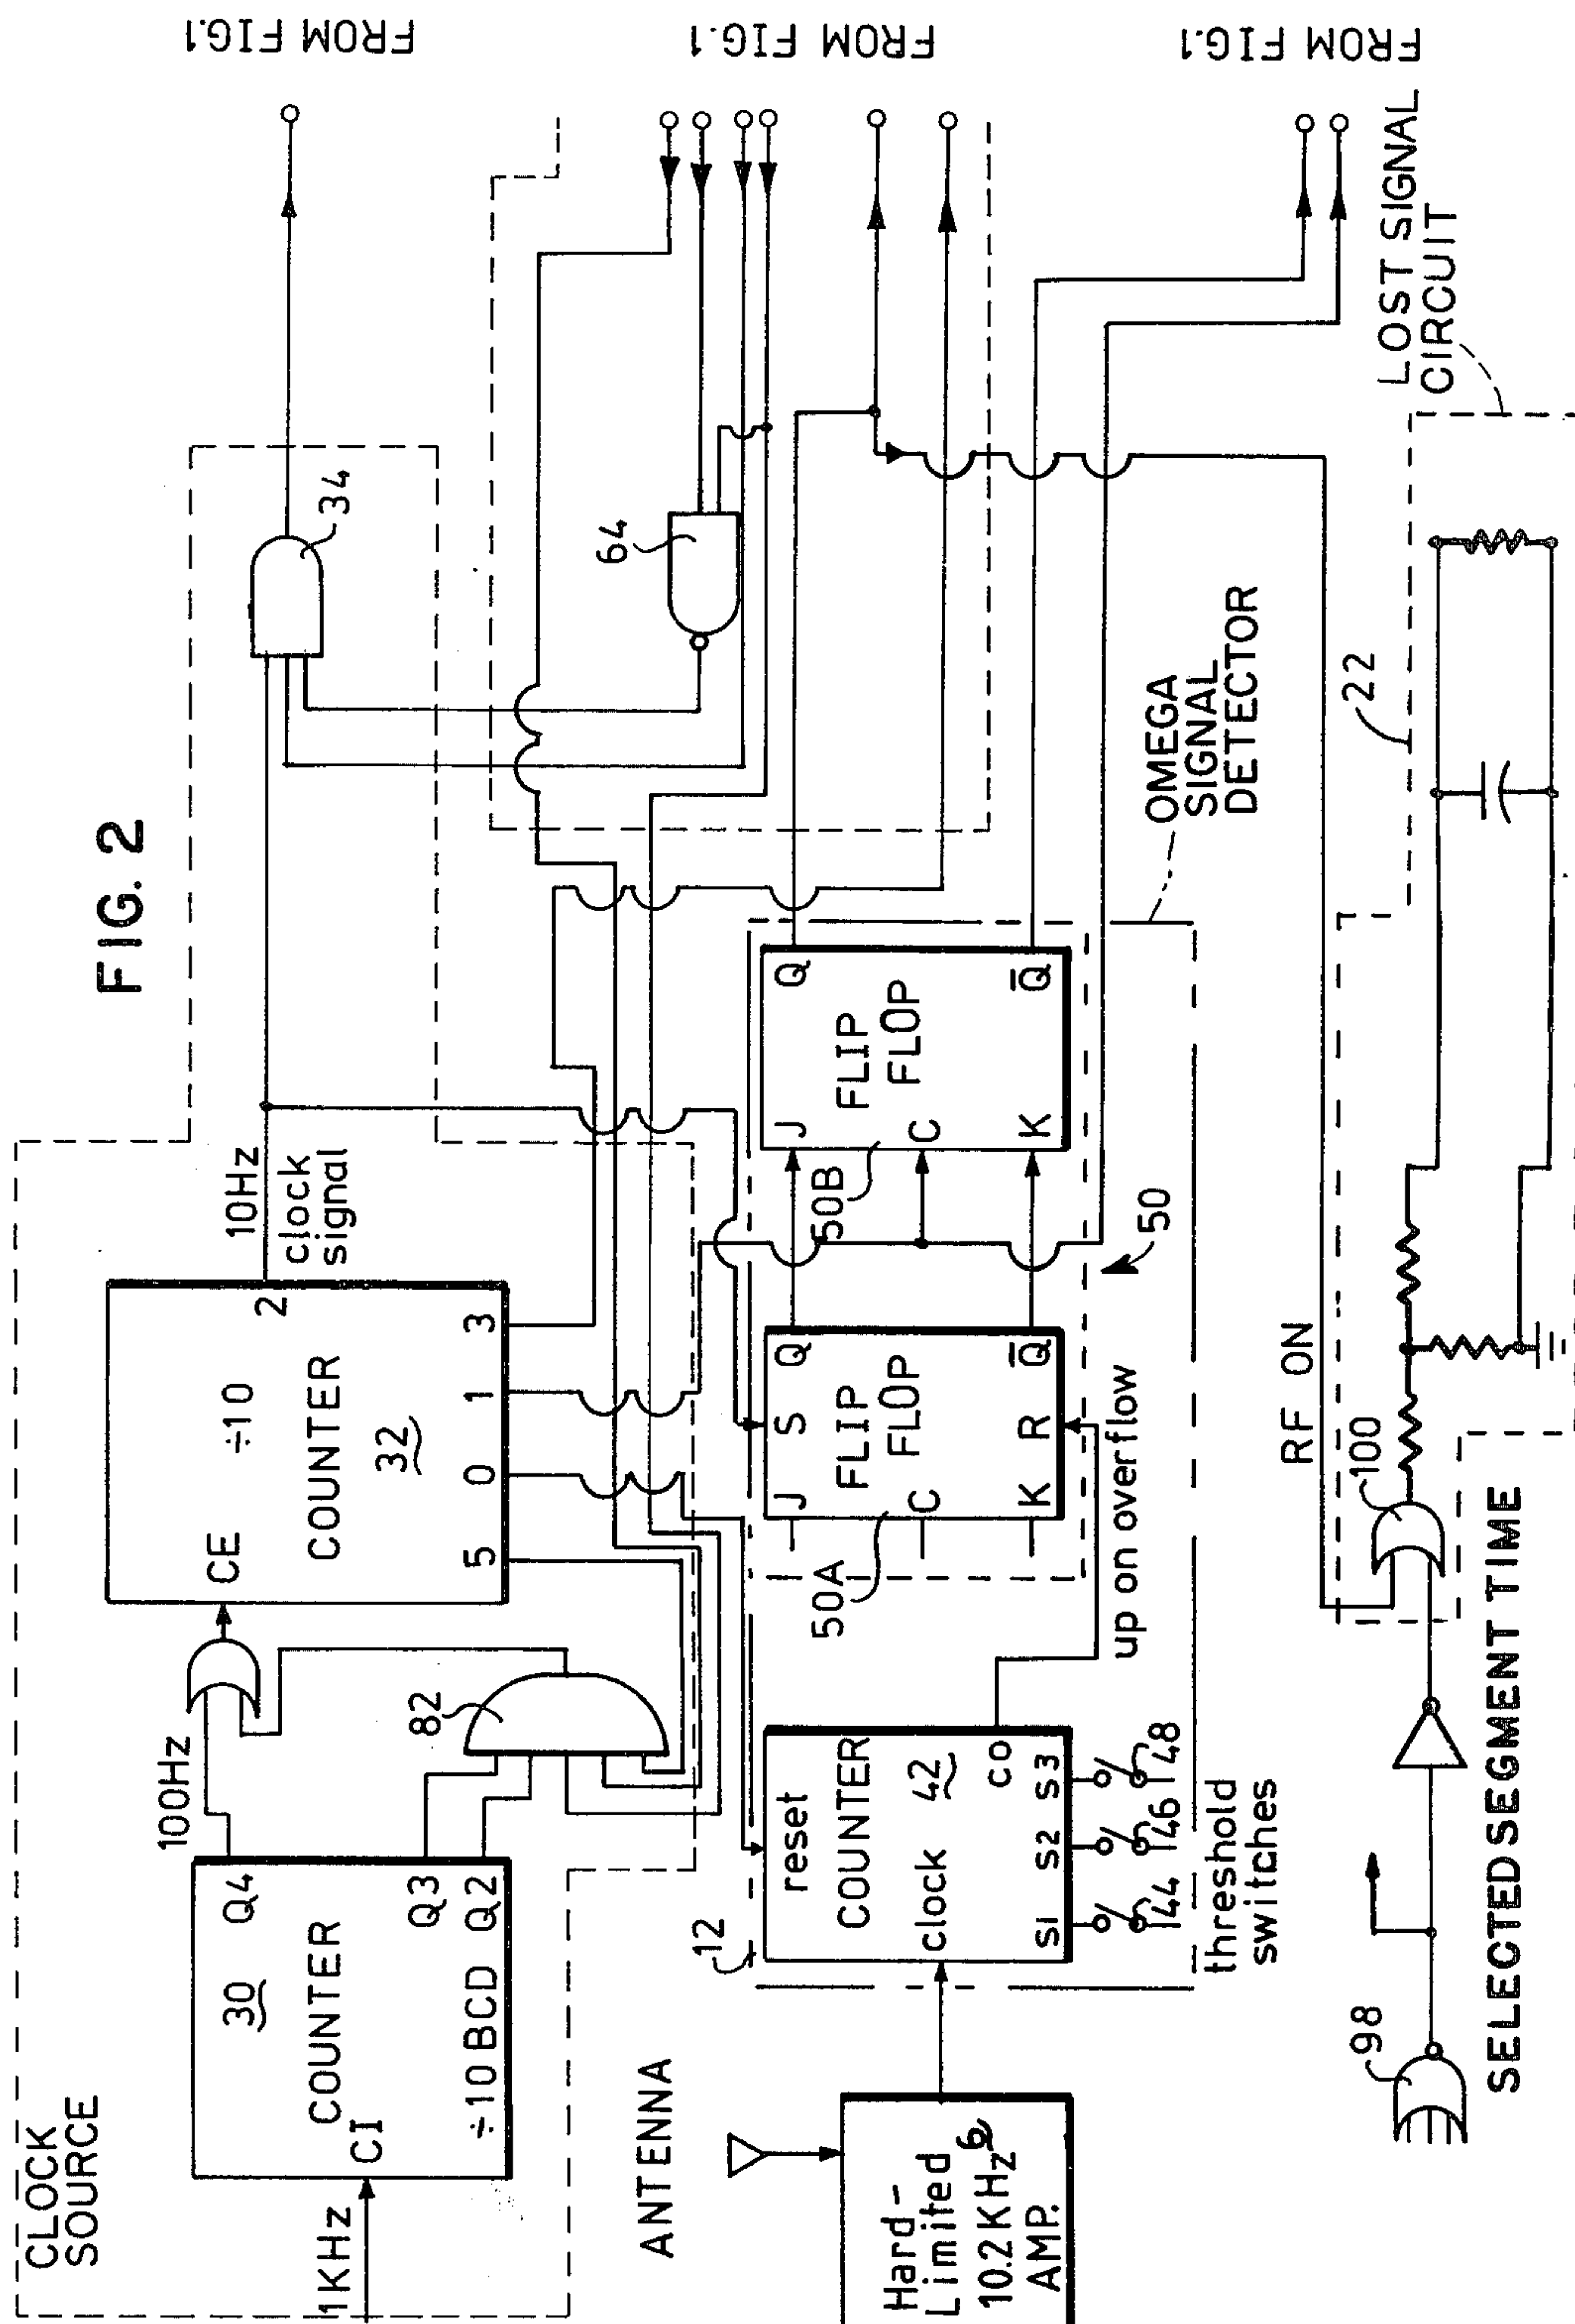 FIG. 2
CLOCK
SOURCE
1KHz
30
COUNTER
CI
÷10 BCD
Q4
Q3
Q2
100Hz
82
CE
÷10
COUNTER
32
5
0
1
3
2
10Hz
clock
signal
34
64
FROM FIG.1
FROM FIG.1
FROM FIG.1
ANTENNA
Hard-
Limited
10.2KHz
AMP.
6
12
reset
COUNTER
clock
42
CO
S1
S2
S3
44
46
48
threshold
switches
up on overflow
50A
J
S
Q
FLIP
FLOP
C
K
R
Q̅
50B
J
Q
FLIP
FLOP
C
K
Q̅
50
OMEGA
SIGNAL
DETECTOR
RF ON
100
22
LOST SIGNAL
CIRCUIT
98
SELECTED SEGMENT TIME